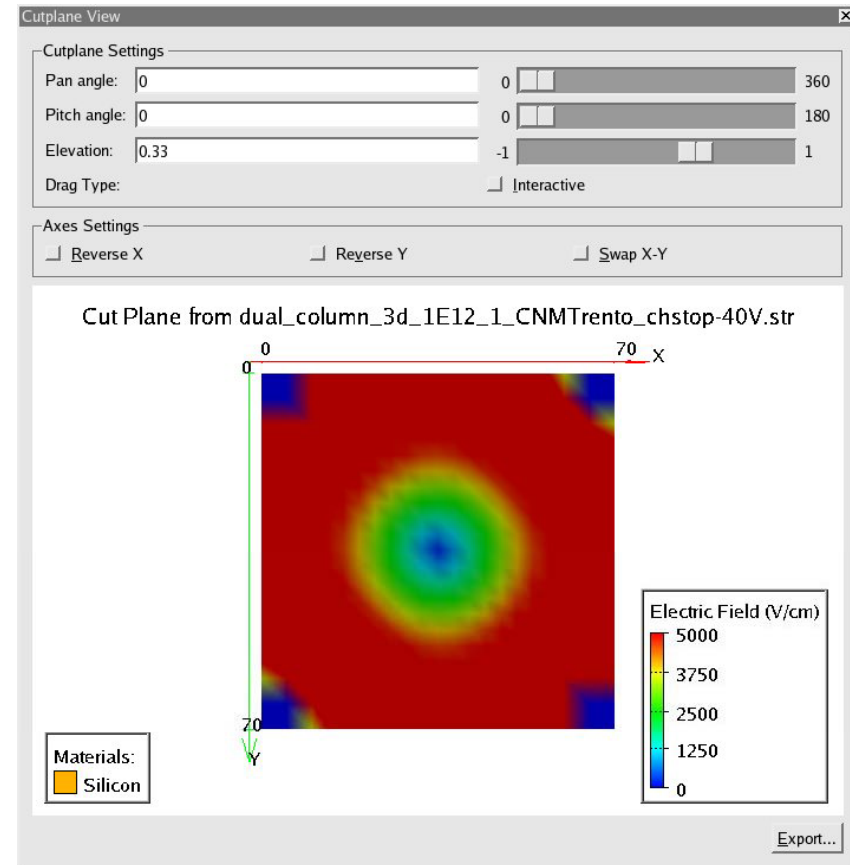 Cutplane View
Cutplane Settings
Pan angle: 0 0 360
Pitch angle: 0 0 180
Elevation: 0.33 -1 1
Drag Type: Interactive
Axes Settings
Reverse X Reverse Y Swap X-Y
Cut Plane from dual_column_3d_1E12_1_CNMTrento_chstop-40V.str
0 70 X
0
70
Y
Electric Field (V/cm)
5000
3750
2500
1250
0
Materials:
Silicon
Export...